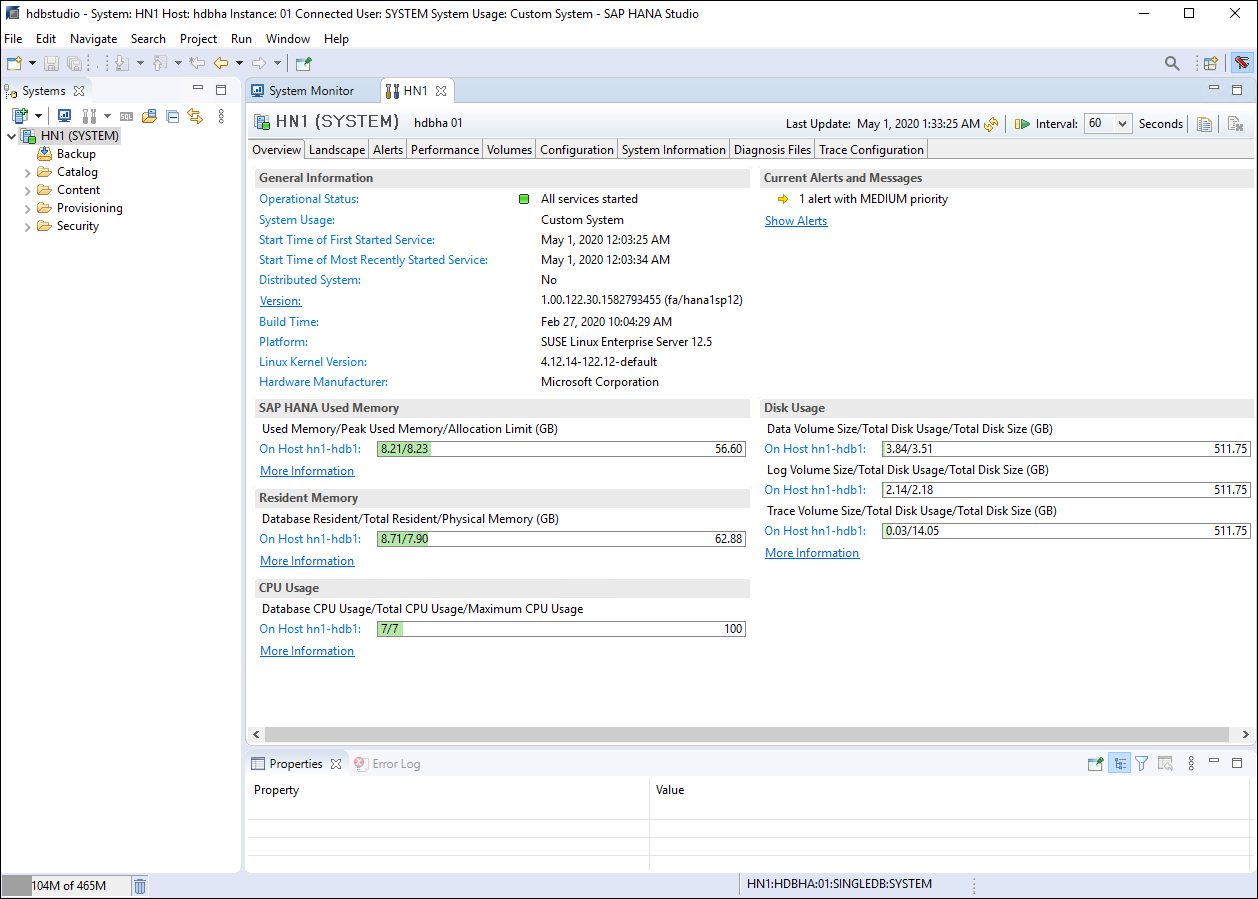 hdbstudio - System: HN1 Host: hdbha Instance: 01 Connected User: SYSTEM System Usage: Custom System - SAP HANA Studio
File Edit Navigate Search Project Run Window Help
Systems
SQL
HN1 (SYSTEM)
Backup
Catalog
Content
Provisioning
Security
System Monitor HN1
HN1 (SYSTEM) hdbha 01 Last Update: May 1, 2020 1:33:25 AM Interval: 60 Seconds
Overview Landscape Alerts Performance Volumes Configuration System Information Diagnosis Files Trace Configuration
General Information
Operational Status: All services started
System Usage: Custom System
Start Time of First Started Service: May 1, 2020 12:03:25 AM
Start Time of Most Recently Started Service: May 1, 2020 12:03:34 AM
Distributed System: No
Version: 1.00.122.30.1582793455 (fa/hana1sp12)
Build Time: Feb 27, 2020 10:04:29 AM
Platform: SUSE Linux Enterprise Server 12.5
Linux Kernel Version: 4.12.14-122.12-default
Hardware Manufacturer: Microsoft Corporation
Current Alerts and Messages
1 alert with MEDIUM priority
Show Alerts
SAP HANA Used Memory
Used Memory/Peak Used Memory/Allocation Limit (GB)
On Host hn1-hdb1: 8.21/8.23 56.60
More Information
Resident Memory
Database Resident/Total Resident/Physical Memory (GB)
On Host hn1-hdb1: 8.71/7.90 62.88
More Information
CPU Usage
Database CPU Usage/Total CPU Usage/Maximum CPU Usage
On Host hn1-hdb1: 7/7 100
More Information
Disk Usage
Data Volume Size/Total Disk Usage/Total Disk Size (GB)
On Host hn1-hdb1: 3.84/3.51 511.75
Log Volume Size/Total Disk Usage/Total Disk Size (GB)
On Host hn1-hdb1: 2.14/2.18 511.75
Trace Volume Size/Total Disk Usage/Total Disk Size (GB)
On Host hn1-hdb1: 0.03/14.05 511.75
More Information
Properties Error Log
Property Value
104M of 465M HN1:HDBHA:01:SINGLEDB:SYSTEM